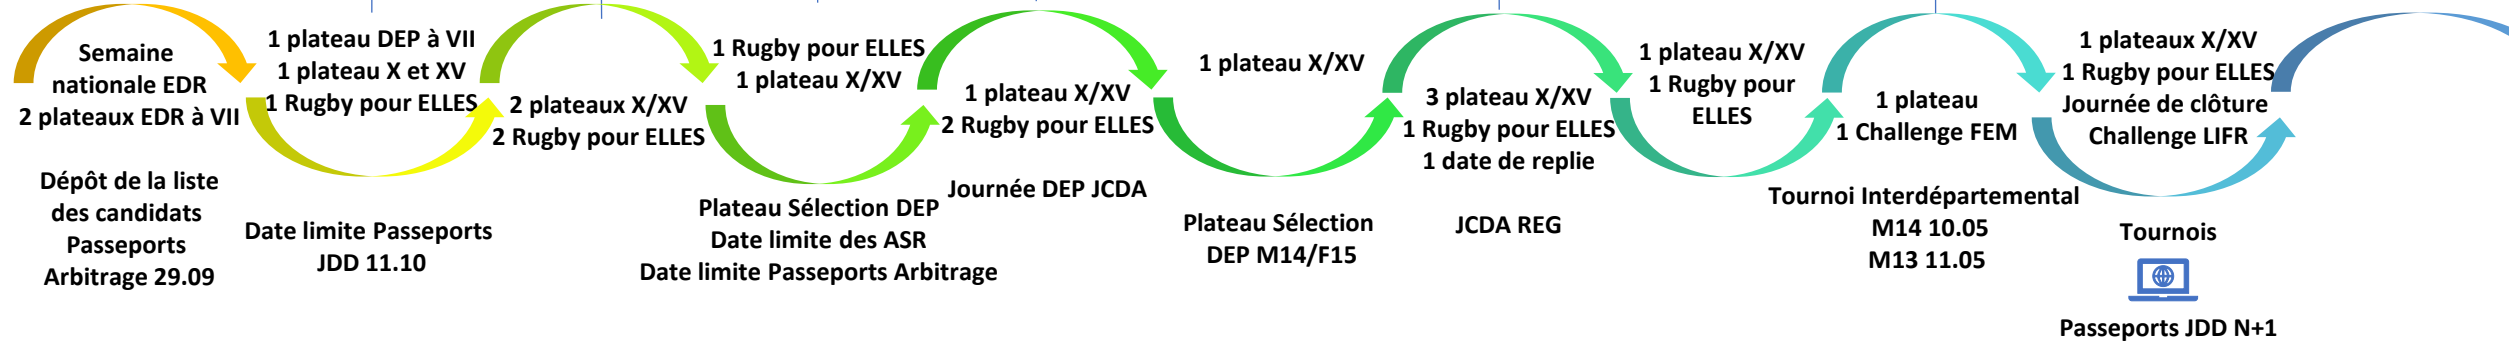 Semaine
nationale EDR
2 plateaux EDR à VII
Dépôt de la liste
des candidats
Passeports
Arbitrage 29.09
1 plateau DEP à VII
1 plateau X et XV
1 Rugby pour ELLES
Date limite Passeports
JDD 11.10
2 plateaux X/XV
2 Rugby pour ELLES
1 Rugby pour ELLES
1 plateau X/XV
Plateau Sélection DEP
Date limite des ASR
Date limite Passeports Arbitrage
1 plateau X/XV
2 Rugby pour ELLES
Journée DEP JCDA
1 plateau X/XV
Plateau Sélection
DEP M14/F15
3 plateau X/XV
1 Rugby pour ELLES
1 date de replie
JCDA REG
1 plateau X/XV
1 Rugby pour
ELLES
1 plateau
1 Challenge FEM
Tournoi Interdépartemental
M14 10.05
M13 11.05
1 plateaux X/XV
1 Rugby pour ELLES
Journée de clôture
Challenge LIFR
Tournois
Passeports JDD N+1